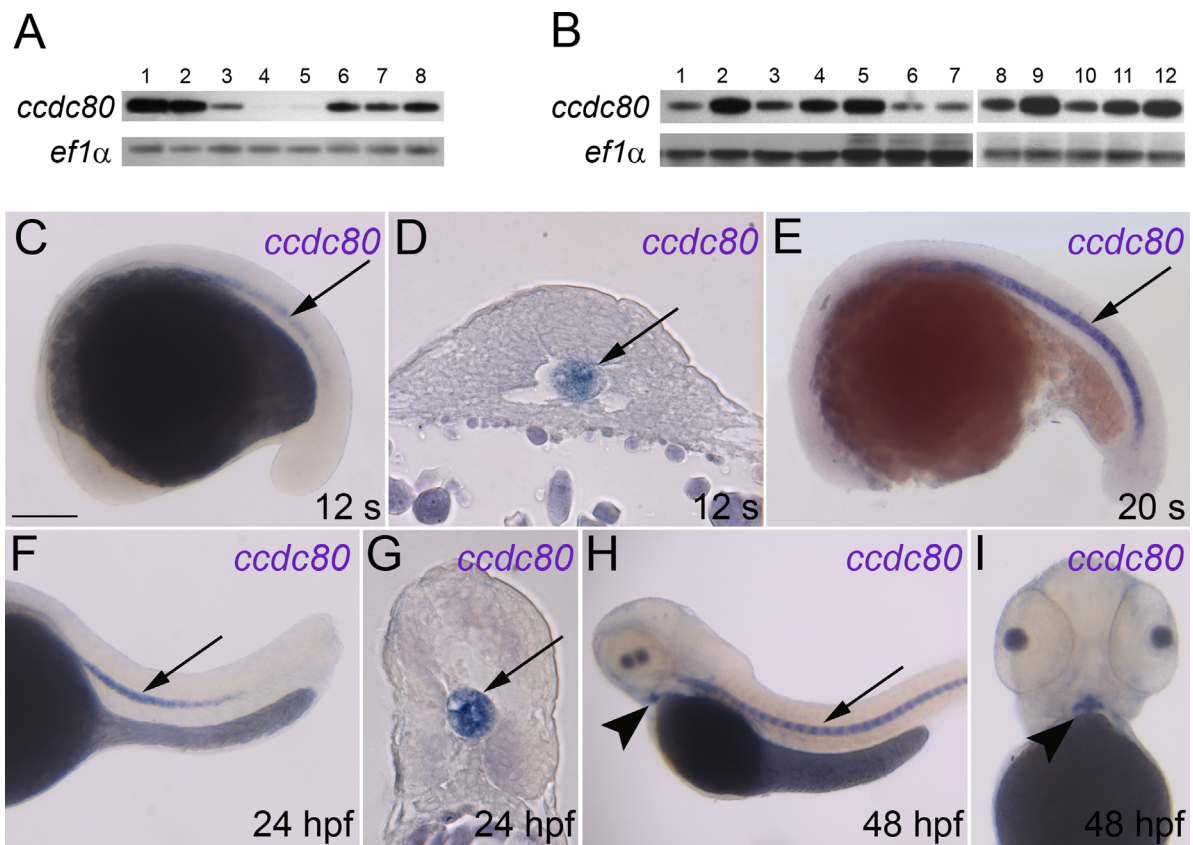 A
B
1 2 3 4 5 6 7 8
1 2 3 4 5 6 7 8 9 10 11 12
ccdc80
ccdc80
ef1α
ef1α
C
ccdc80
12 s
D
ccdc80
12 s
E
ccdc80
20 s
F
ccdc80
24 hpf
G
ccdc80
24 hpf
H
ccdc80
48 hpf
I
ccdc80
48 hpf